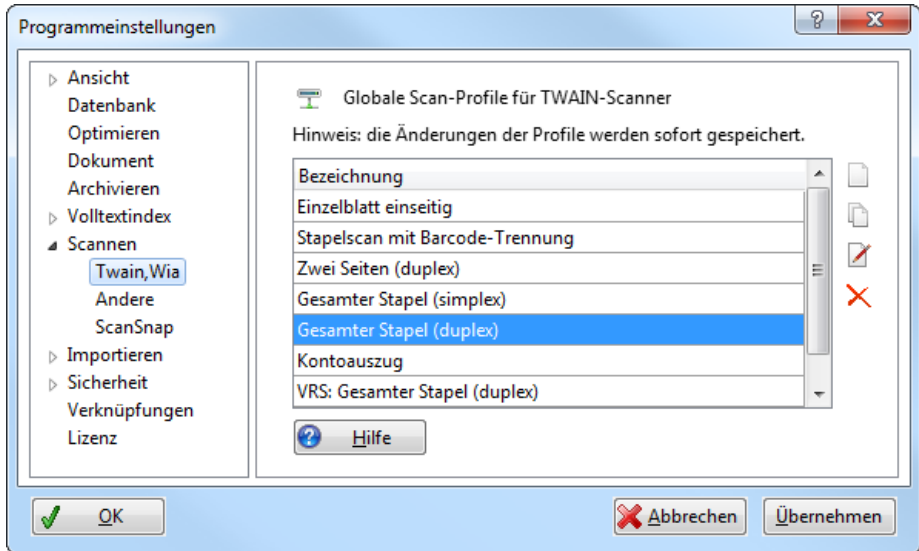 Programmeinstellungen
Ansicht
Datenbank
Optimieren
Dokument
Archivieren
Volltextindex
Scannen
Twain,Wia
Andere
ScanSnap
Importieren
Sicherheit
Verknüpfungen
Lizenz
Globale Scan-Profile für TWAIN-Scanner
Hinweis: die Änderungen der Profile werden sofort gespeichert.
Bezeichnung
Einzelblatt einseitig
Stapelscan mit Barcode-Trennung
Zwei Seiten (duplex)
Gesamter Stapel (simplex)
Gesamter Stapel (duplex)
Kontoauszug
VRS: Gesamter Stapel (duplex)
Hilfe
OK
Abbrechen
Übernehmen